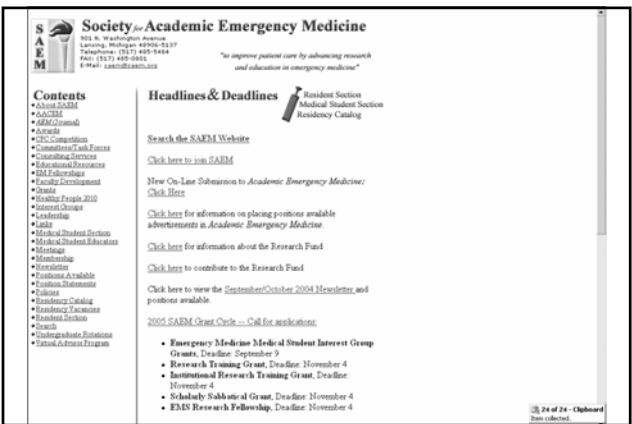 S
A
E
M
Society for Academic Emergency Medicine
901 N. Washington Avenue
Lansing, Michigan 48906-5137
Telephone: (517) 485-5484
FAX: (517) 485-0801
E-Mail: saem@saem.org
"to improve patient care by advancing research
and education in emergency medicine"
Contents
• About SAEM
• AACEM
• AEM (Journal)
• Awards
• CPC Competition
• Committees/Task Forces
• Consulting Services
• Educational Resources
• EM Fellowships
• Faculty Development
• Grants
• Healthy People 2010
• Interest Groups
• Leadership
• Links
• Medical Student Section
• Medical Student Educators
• Meetings
• Membership
• Newsletter
• Positions Available
• Position Statements
• Policies
• Residency Catalog
• Residency Vacancies
• Resident Section
• Search
• Undergraduate Rotations
• Virtual Advisor Program
Headlines & Deadlines
Resident Section
Medical Student Section
Residency Catalog
Search the SAEM Website
Click here to join SAEM
New On-Line Submission to Academic Emergency Medicine:
Click Here
Click here for information on placing positions available
advertisements in Academic Emergency Medicine.
Click here for information about the Research Fund
Click here to contribute to the Research Fund
Click here to view the September/October 2004 Newsletter and
positions available.
2005 SAEM Grant Cycle -- Call for applications:
• Emergency Medicine Medical Student Interest Group
Grants, Deadline: September 9
• Research Training Grant, Deadline: November 4
• Institutional Research Training Grant, Deadline:
November 4
• Scholarly Sabbatical Grant, Deadline: November 4
• EMS Research Fellowship, Deadline: November 4
24 of 24 - Clipboard
Item collected.